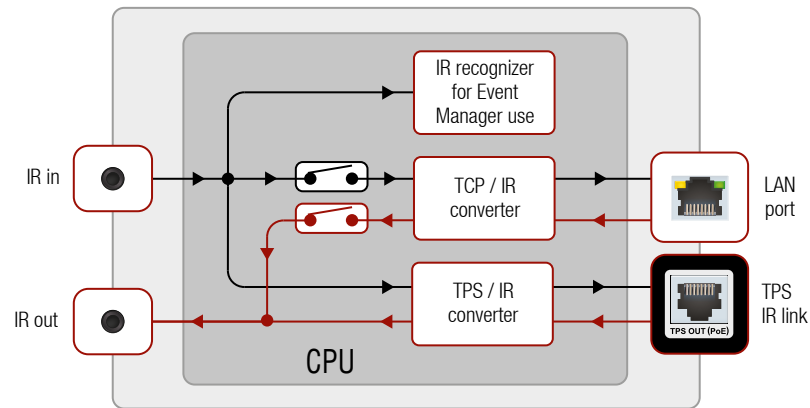 IR recognizer
for Event
Manager use
IR in
TCP / IR
converter
LAN
port
IR out
TPS / IR
converter
TPS OUT (PoE)
TPS
IR link
CPU